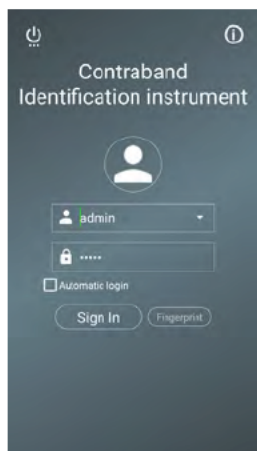 Contraband
Identification instrument
admin
•••••
Automatic login
Sign In
Fingerprint